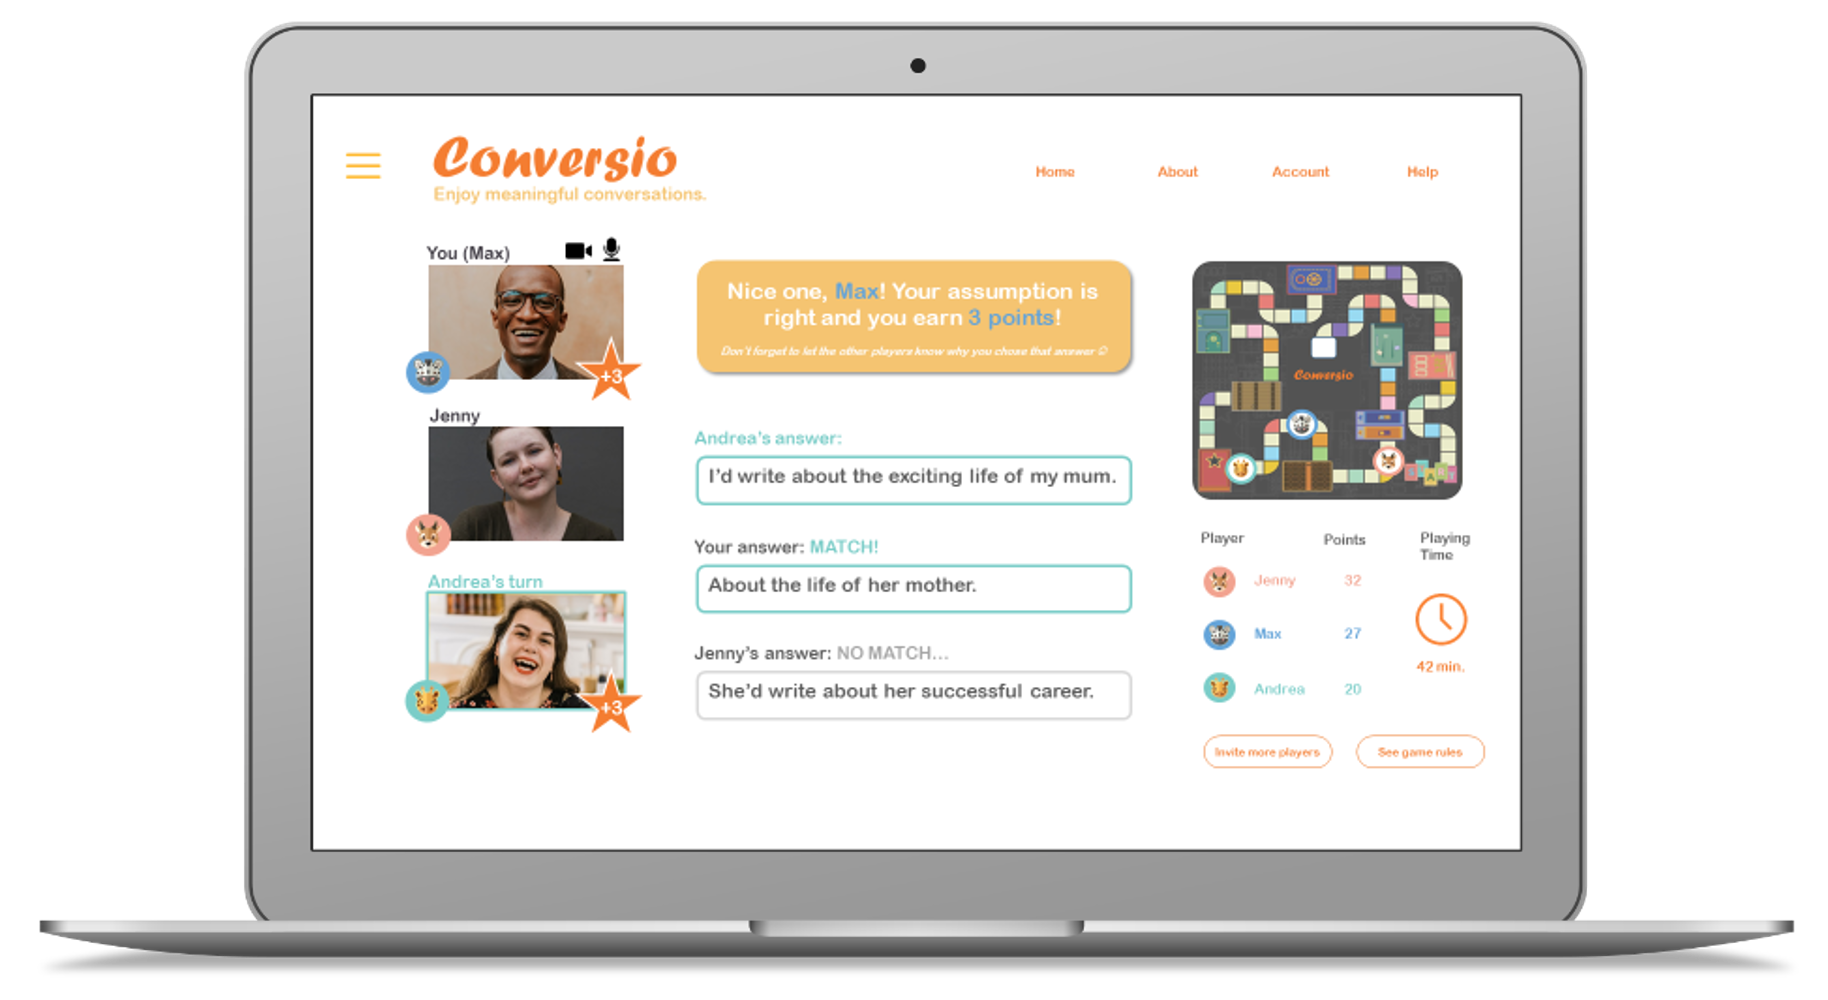 Conversio
Enjoy meaningful conversations.
Home
About
Account
Help
You (Max)
+3
Jenny
Andrea's turn
+3
Nice one, Max! Your assumption is
right and you earn 3 points!
Don't forget to let the other players know why you chose that answer ☺
Andrea's answer:
I'd write about the exciting life of my mum.
Your answer: MATCH!
About the life of her mother.
Jenny's answer: NO MATCH...
She'd write about her successful career.
Conversio
Player
Points
Playing
Time
Jenny 32
Max 27
Andrea 20
42 min.
Invite more players
See game rules